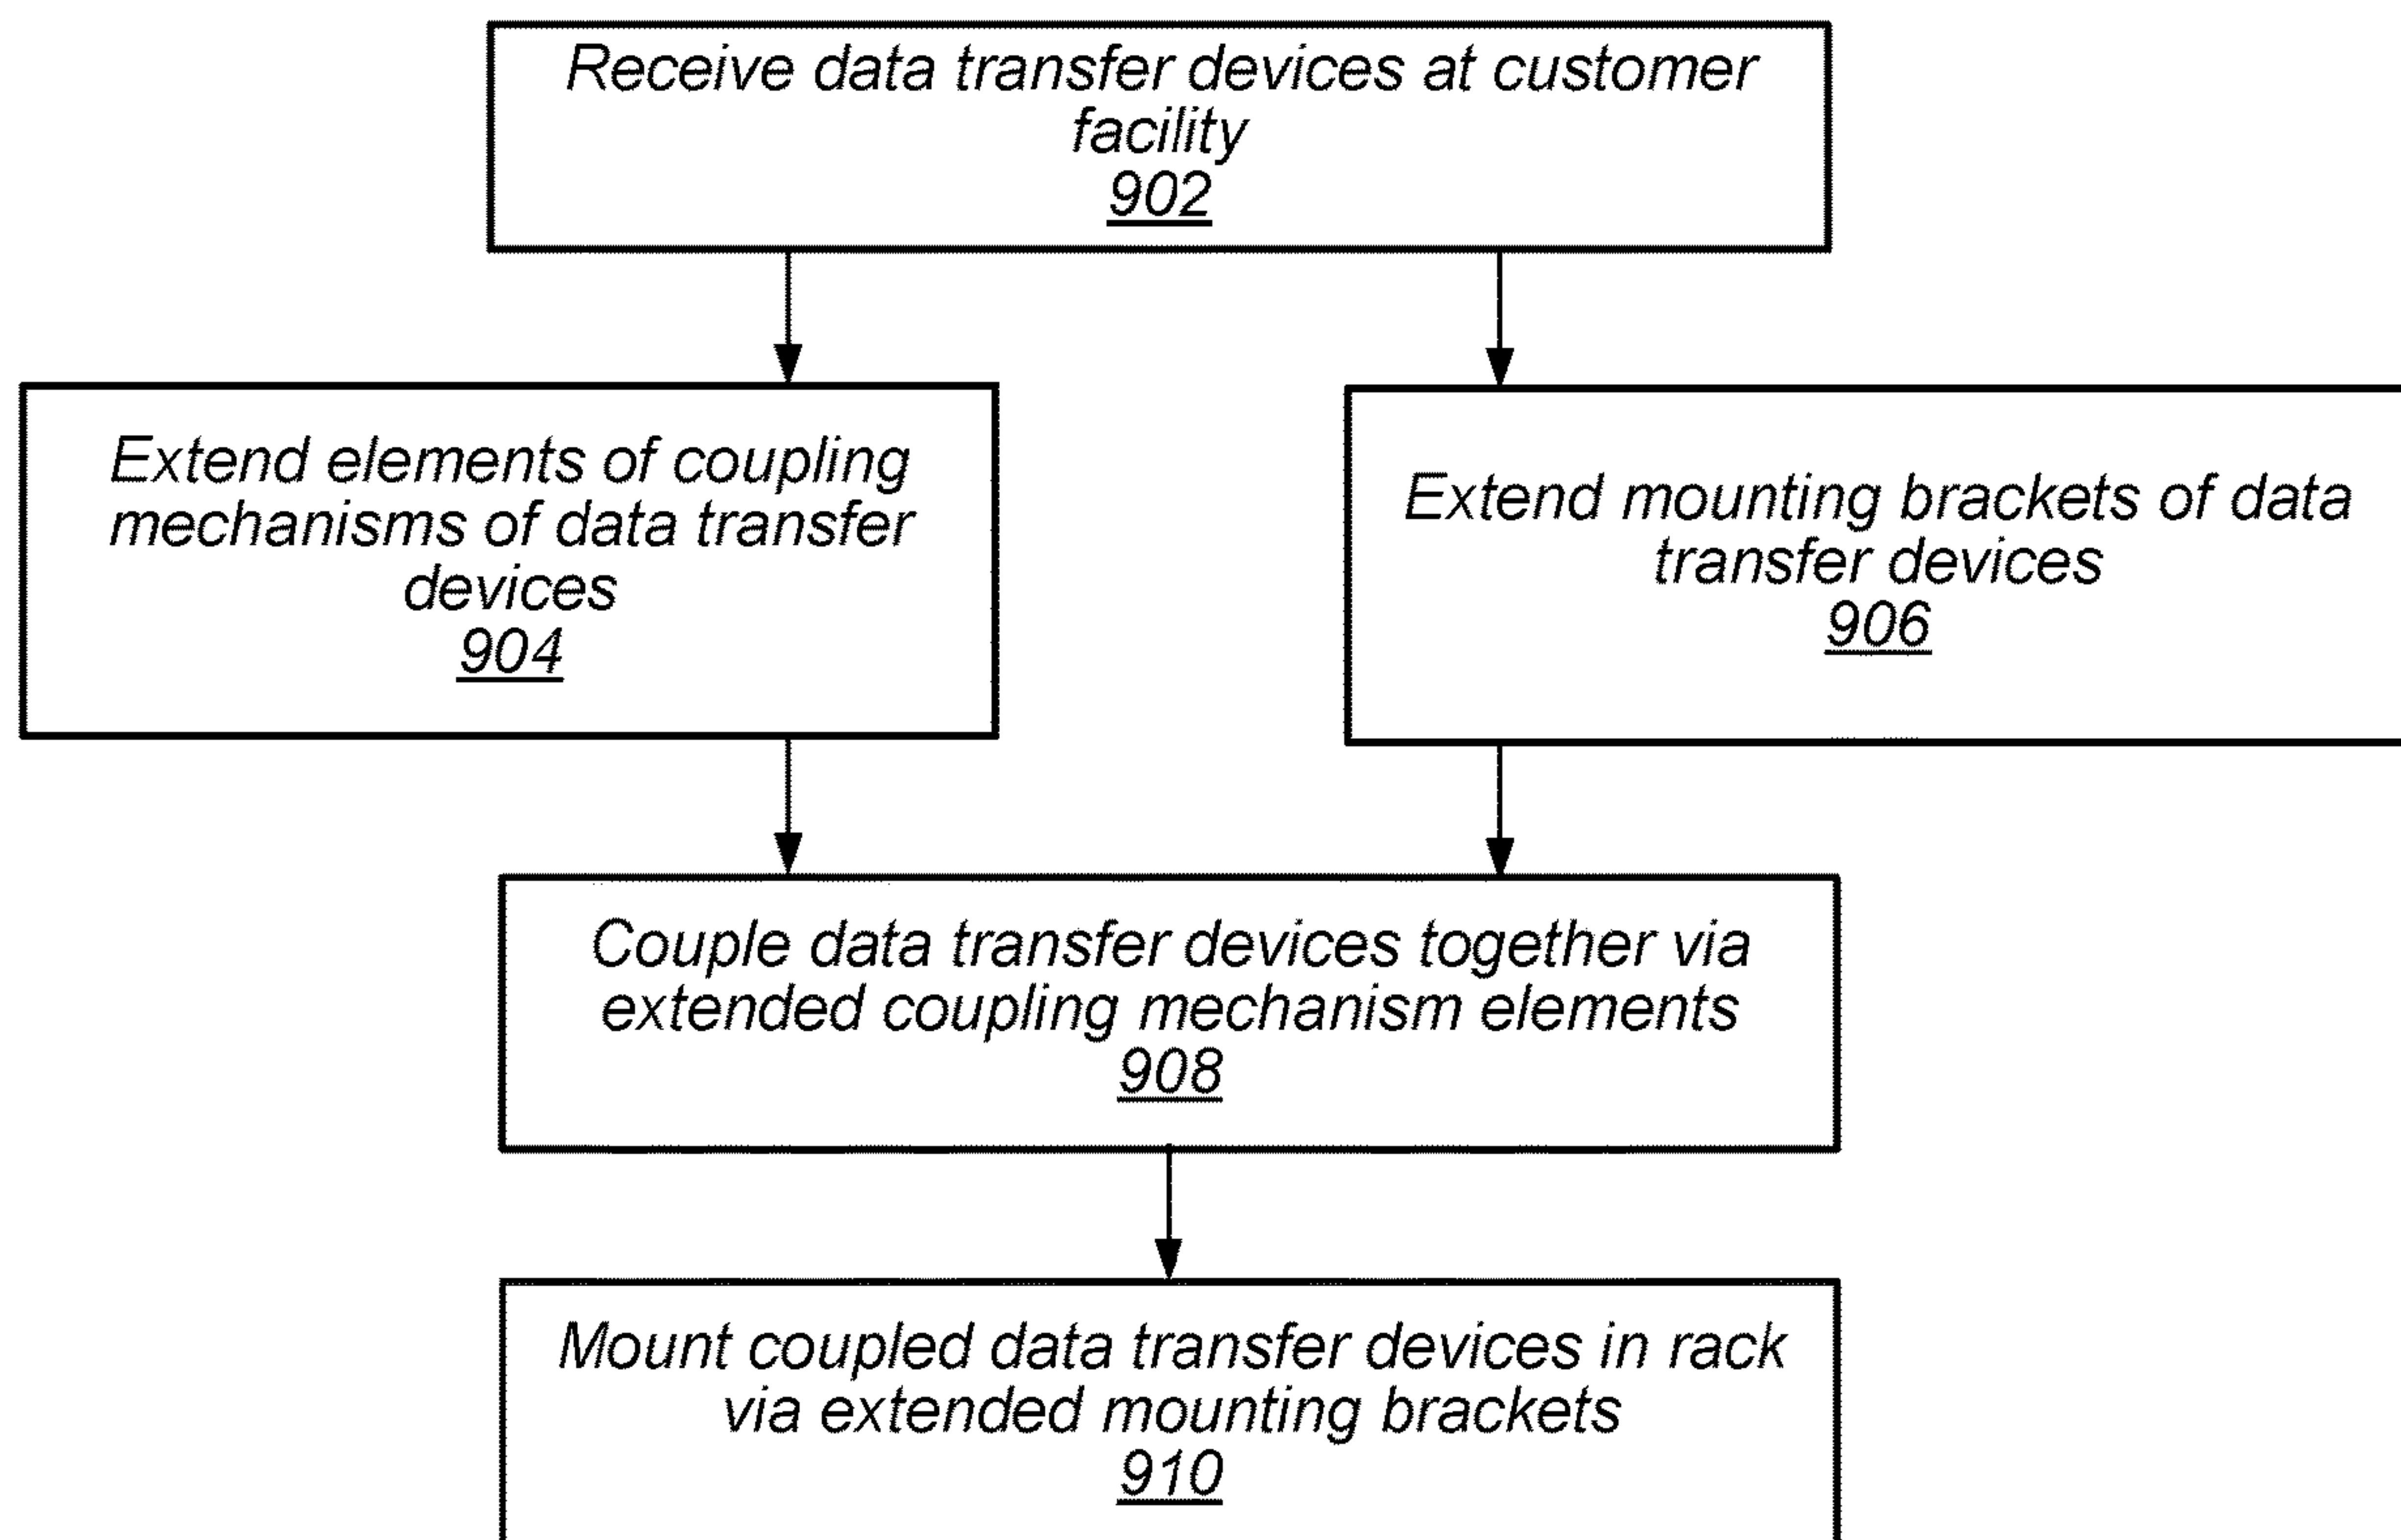 Receive data transfer devices at customer
facility
902
Extend elements of coupling
mechanisms of data transfer
devices
904
Extend mounting brackets of data
transfer devices
906
Couple data transfer devices together via
extended coupling mechanism elements
908
Mount coupled data transfer devices in rack
via extended mounting brackets
910